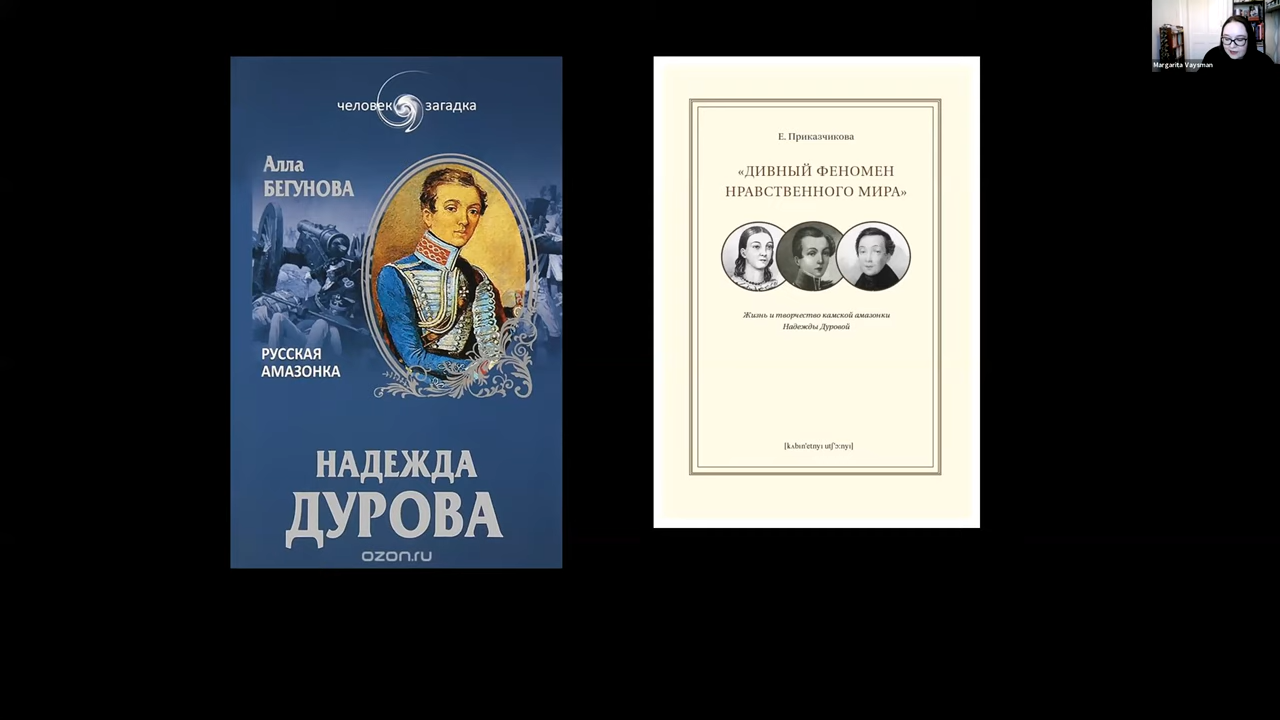 человек загадка
Алла
БЕГУНОВА
РУССКАЯ
АМАЗОНКА
НАДЕЖДА
ДУРОВА
ozon.ru
Е. Приказчикова
«ДИВНЫЙ ФЕНОМЕН
НРАВСТВЕННОГО МИРА»
Жизнь и творчество камской амазонки
Надежды Дуровой
Margarita Vaysman